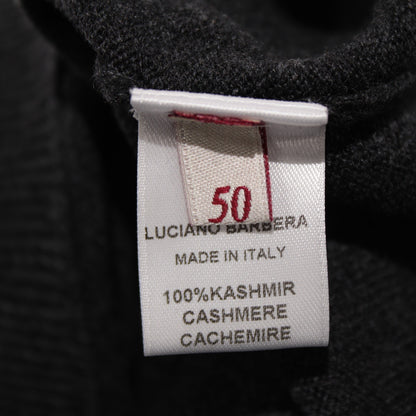 50
LUCIANO BARBERA
MADE IN ITALY
100%KASHMIR
CASHMERE
CACHEMIRE